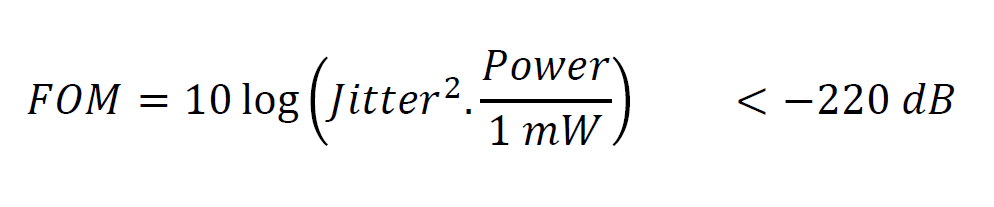 FOM = 10 log(Jitter². Power/1 mW) < −220 dB